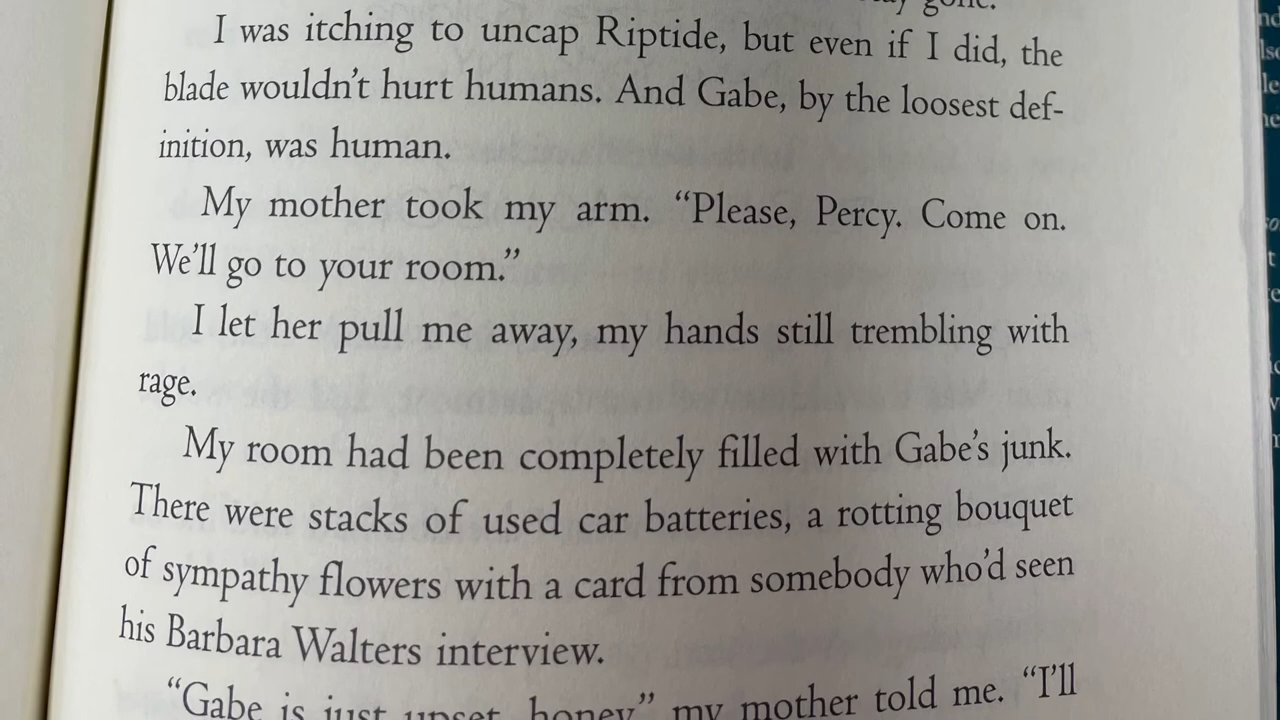 gone.
I was itching to uncap Riptide, but even if I did, the
blade wouldn't hurt humans. And Gabe, by the loosest def-
inition, was human.
My mother took my arm. “Please, Percy. Come on.
We'll go to your room.”
I let her pull me away, my hands still trembling with
rage.
My room had been completely filled with Gabe's junk.
There were stacks of used car batteries, a rotting bouquet
of sympathy flowers with a card from somebody who'd seen
his Barbara Walters interview.
“Gabe is just upset, honey” my mother told me. “I'll